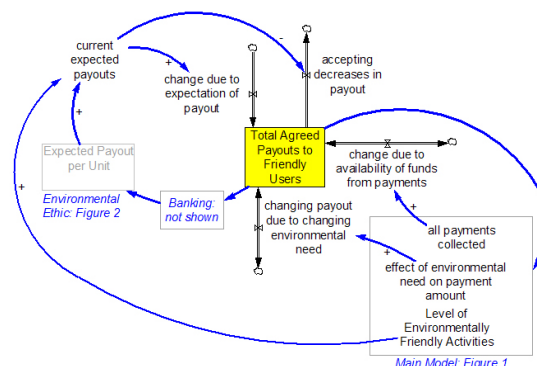 current
expected
payouts
-
+
change due to
expectation of
payout
accepting
decreases in
payout
+
Expected Payout
per Unit
Environmental
Ethic: Figure 2
Banking:
not shown
Total Agreed
Payouts to
Friendly
Users
change due to
availability of funds
from payments
changing payout
due to changing
environmental
need
+
+
+
all payments
collected
effect of environmental
need on payment
amount
Level of
Environmentally
Friendly Activities
Main Model: Figure 1